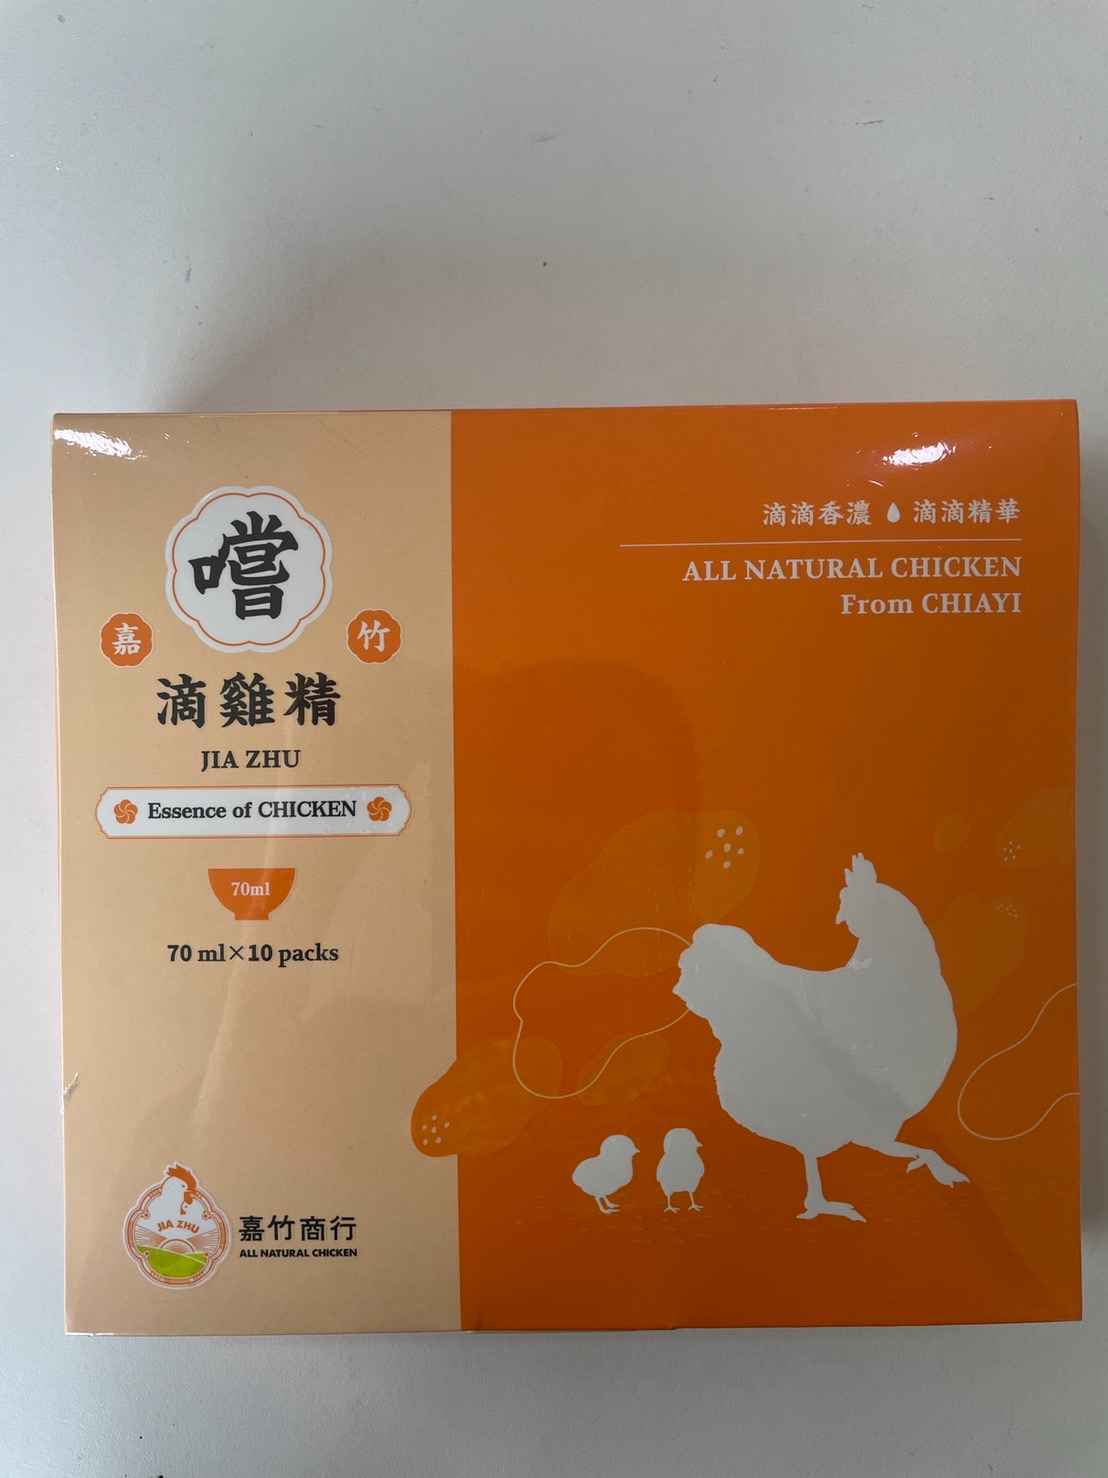 嚐
嘉 竹
滴雞精
JIA ZHU
Essence of CHICKEN
70ml
70 ml×10 packs
JIA ZHU
嘉竹商行
ALL NATURAL CHICKEN
滴滴香濃 滴滴精華
ALL NATURAL CHICKEN
From CHIAYI